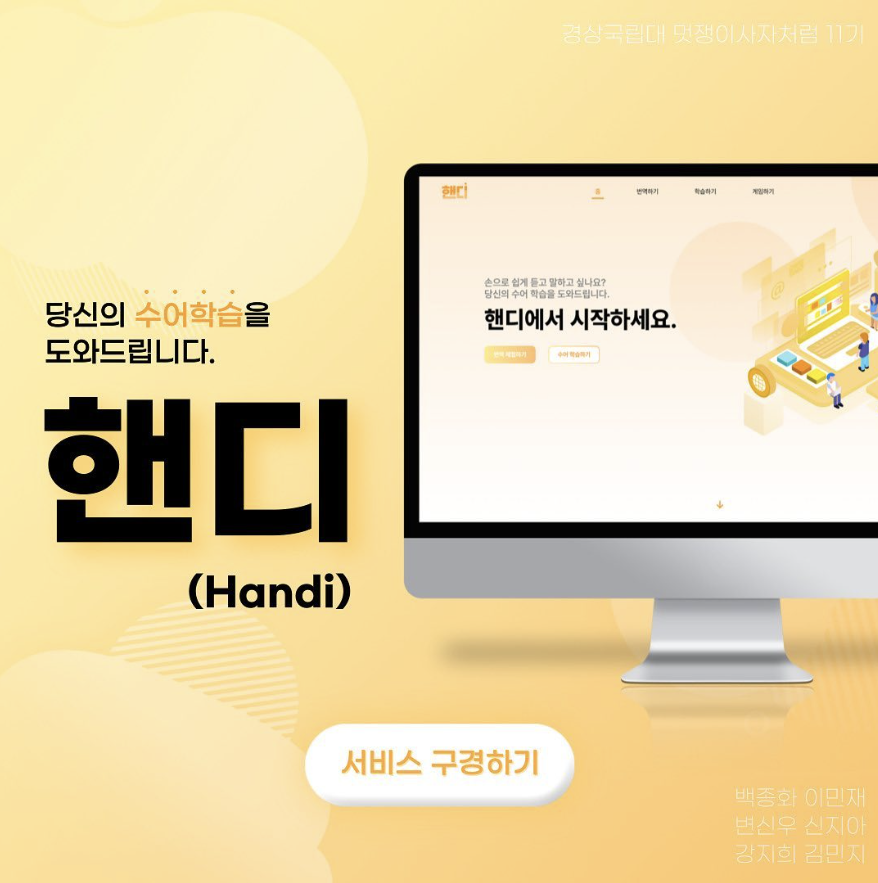 경상국립대 멋쟁이사자처럼 11기
핸디
홈 번역하기 학습하기 게임하기
손으로 쉽게 듣고 말하고 싶나요?
당신의 수어 학습을 도와드립니다.
핸디에서 시작하세요.
번역 체험하기 수어 학습하기
당신의 수어학습을
도와드립니다.
핸디
(Handi)
서비스 구경하기
백종화 이민재
변신우 신지아
강지희 김민지